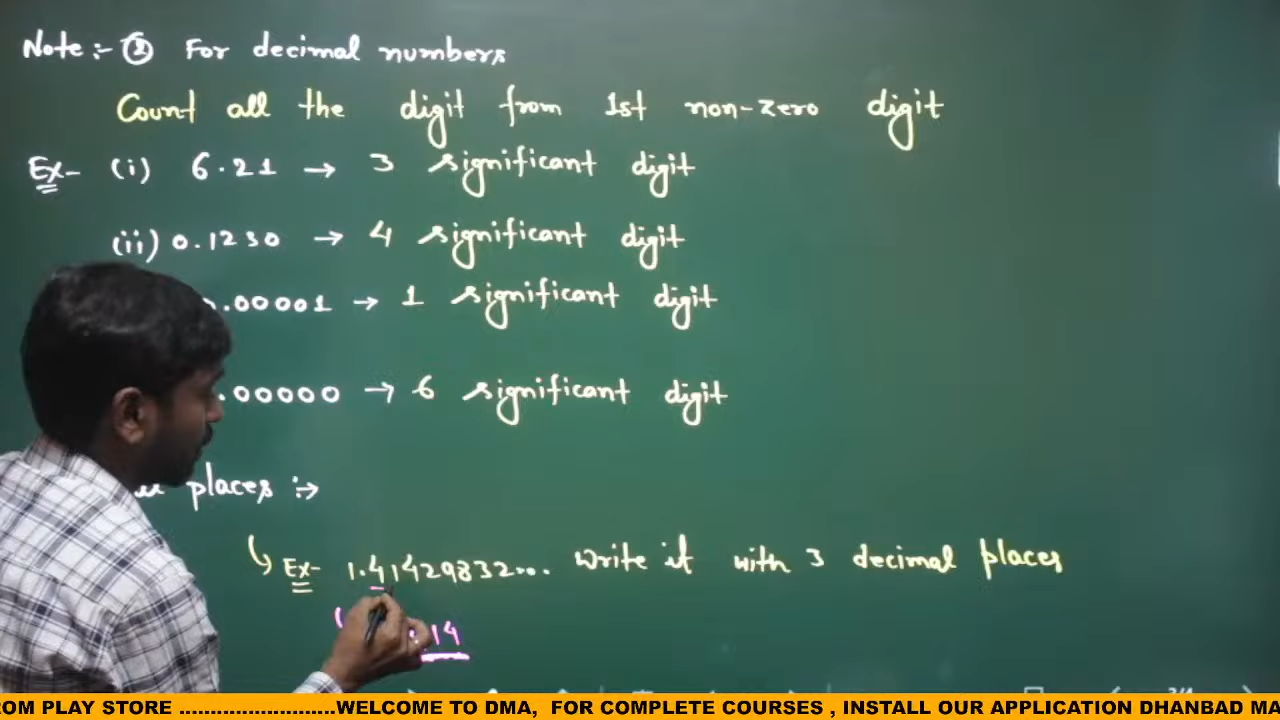 Note :- ② For decimal numbers
Count all the digit from 1st non-zero digit
Ex- (i) 6.21 → 3 significant digit
(ii) 0.1230 → 4 significant digit
.00001 → 1 significant digit
.00000 → 6 significant digit
places :→
Ex- 1.41429832... write it with 3 decimal places
14
OM PLAY STORE ........................WELCOME TO DMA, FOR COMPLETE COURSES , INSTALL OUR APPLICATION DHANBAD MA